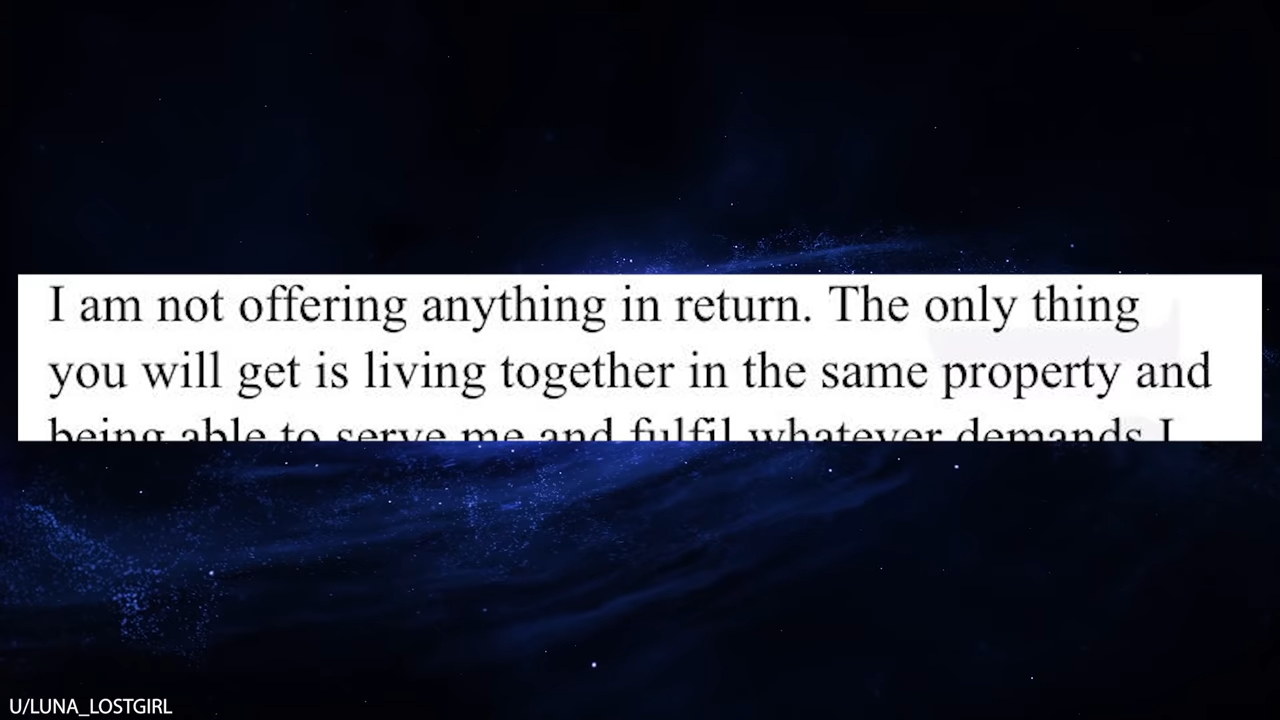 I am not offering anything in return. The only thing
you will get is living together in the same property and
being able to serve me and fulfil whatever demands I
U/LUNA_LOSTGIRL